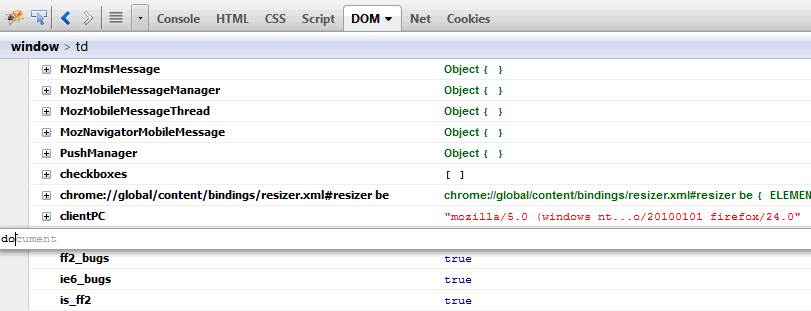 Console HTML CSS Script DOM Net Cookies
window > td
MozMmsMessage Object { }
MozMobileMessageManager Object { }
MozMobileMessageThread Object { }
MozNavigatorMobileMessage Object { }
PushManager Object { }
checkboxes [ ]
chrome://global/content/bindings/resizer.xml#resizer be chrome://global/content/bindings/resizer.xml#resizer be { ELEMEN
clientPC "mozilla/5.0 (windows nt...o/20100101 firefox/24.0"
document
ff2_bugs true
ie6_bugs true
is_ff2 true